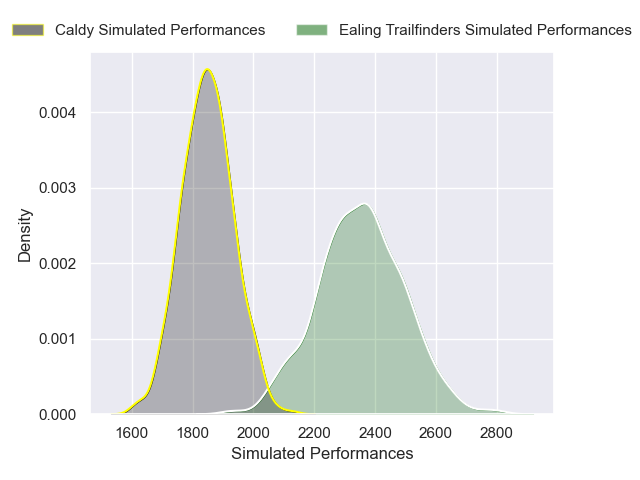 Caldy Simulated Performances
Ealing Trailfinders Simulated Performances
0.004
0.003
0.002
0.001
0.000
Density
1600 1800 2000 2200 2400 2600 2800
Simulated Performances